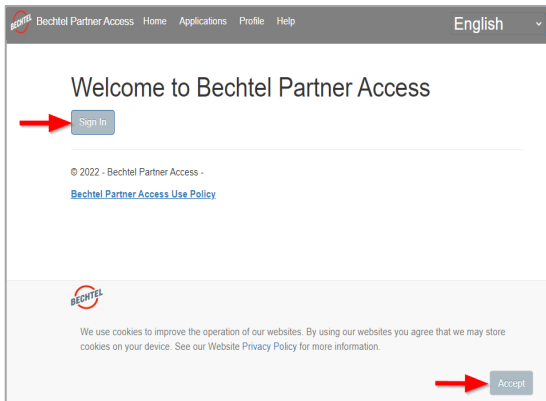 BECHTEL Bechtel Partner Access Home Applications Profile Help English
Welcome to Bechtel Partner Access
Sign In
© 2022 - Bechtel Partner Access -
Bechtel Partner Access Use Policy
BECHTEL
We use cookies to improve the operation of our websites. By using our websites you agree that we may store
cookies on your device. See our Website Privacy Policy for more information.
Accept